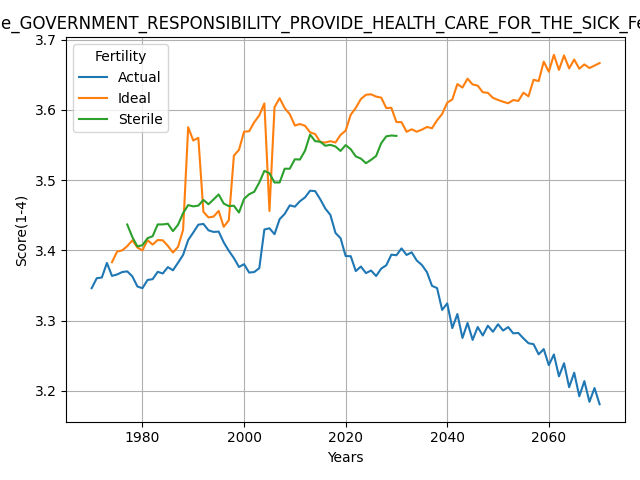 e_GOVERNMENT_RESPONSIBILITY_PROVIDE_HEALTH_CARE_FOR_THE_SICK_Fe
3.7
3.6
3.5
3.4
3.3
3.2
Score(1-4)
Fertility
Actual
Ideal
Sterile
1980 2000 2020 2040 2060
Years